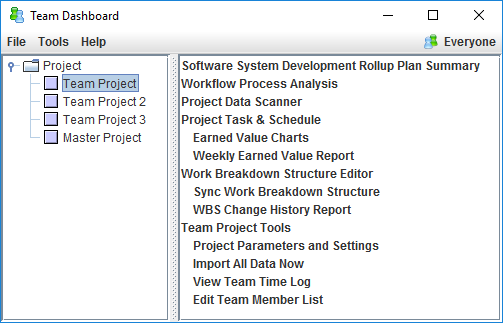 Team Dashboard
File Tools Help Everyone
Project
Team Project
Team Project 2
Team Project 3
Master Project
Software System Development Rollup Plan Summary
Workflow Process Analysis
Project Data Scanner
Project Task & Schedule
Earned Value Charts
Weekly Earned Value Report
Work Breakdown Structure Editor
Sync Work Breakdown Structure
WBS Change History Report
Team Project Tools
Project Parameters and Settings
Import All Data Now
View Team Time Log
Edit Team Member List